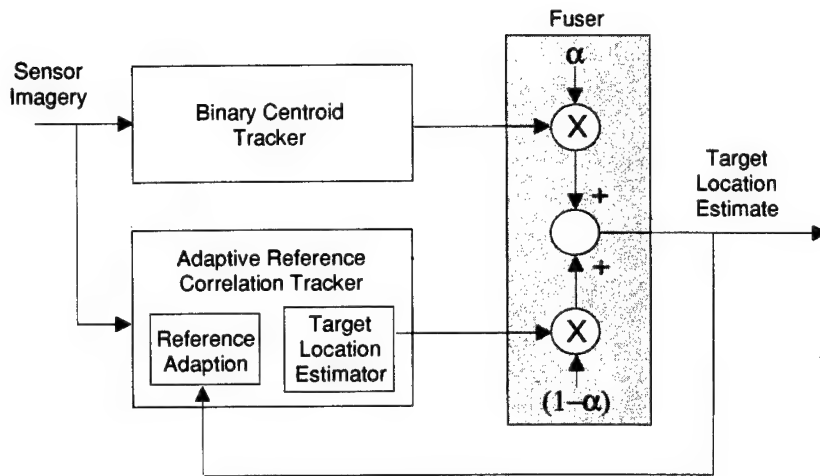 Fuser
α
Sensor
Imagery
Binary Centroid
Tracker
X
Target
Location
Estimate
+
+
Adaptive Reference
Correlation Tracker
Reference
Adaption
Target
Location
Estimator
X
(1–α)